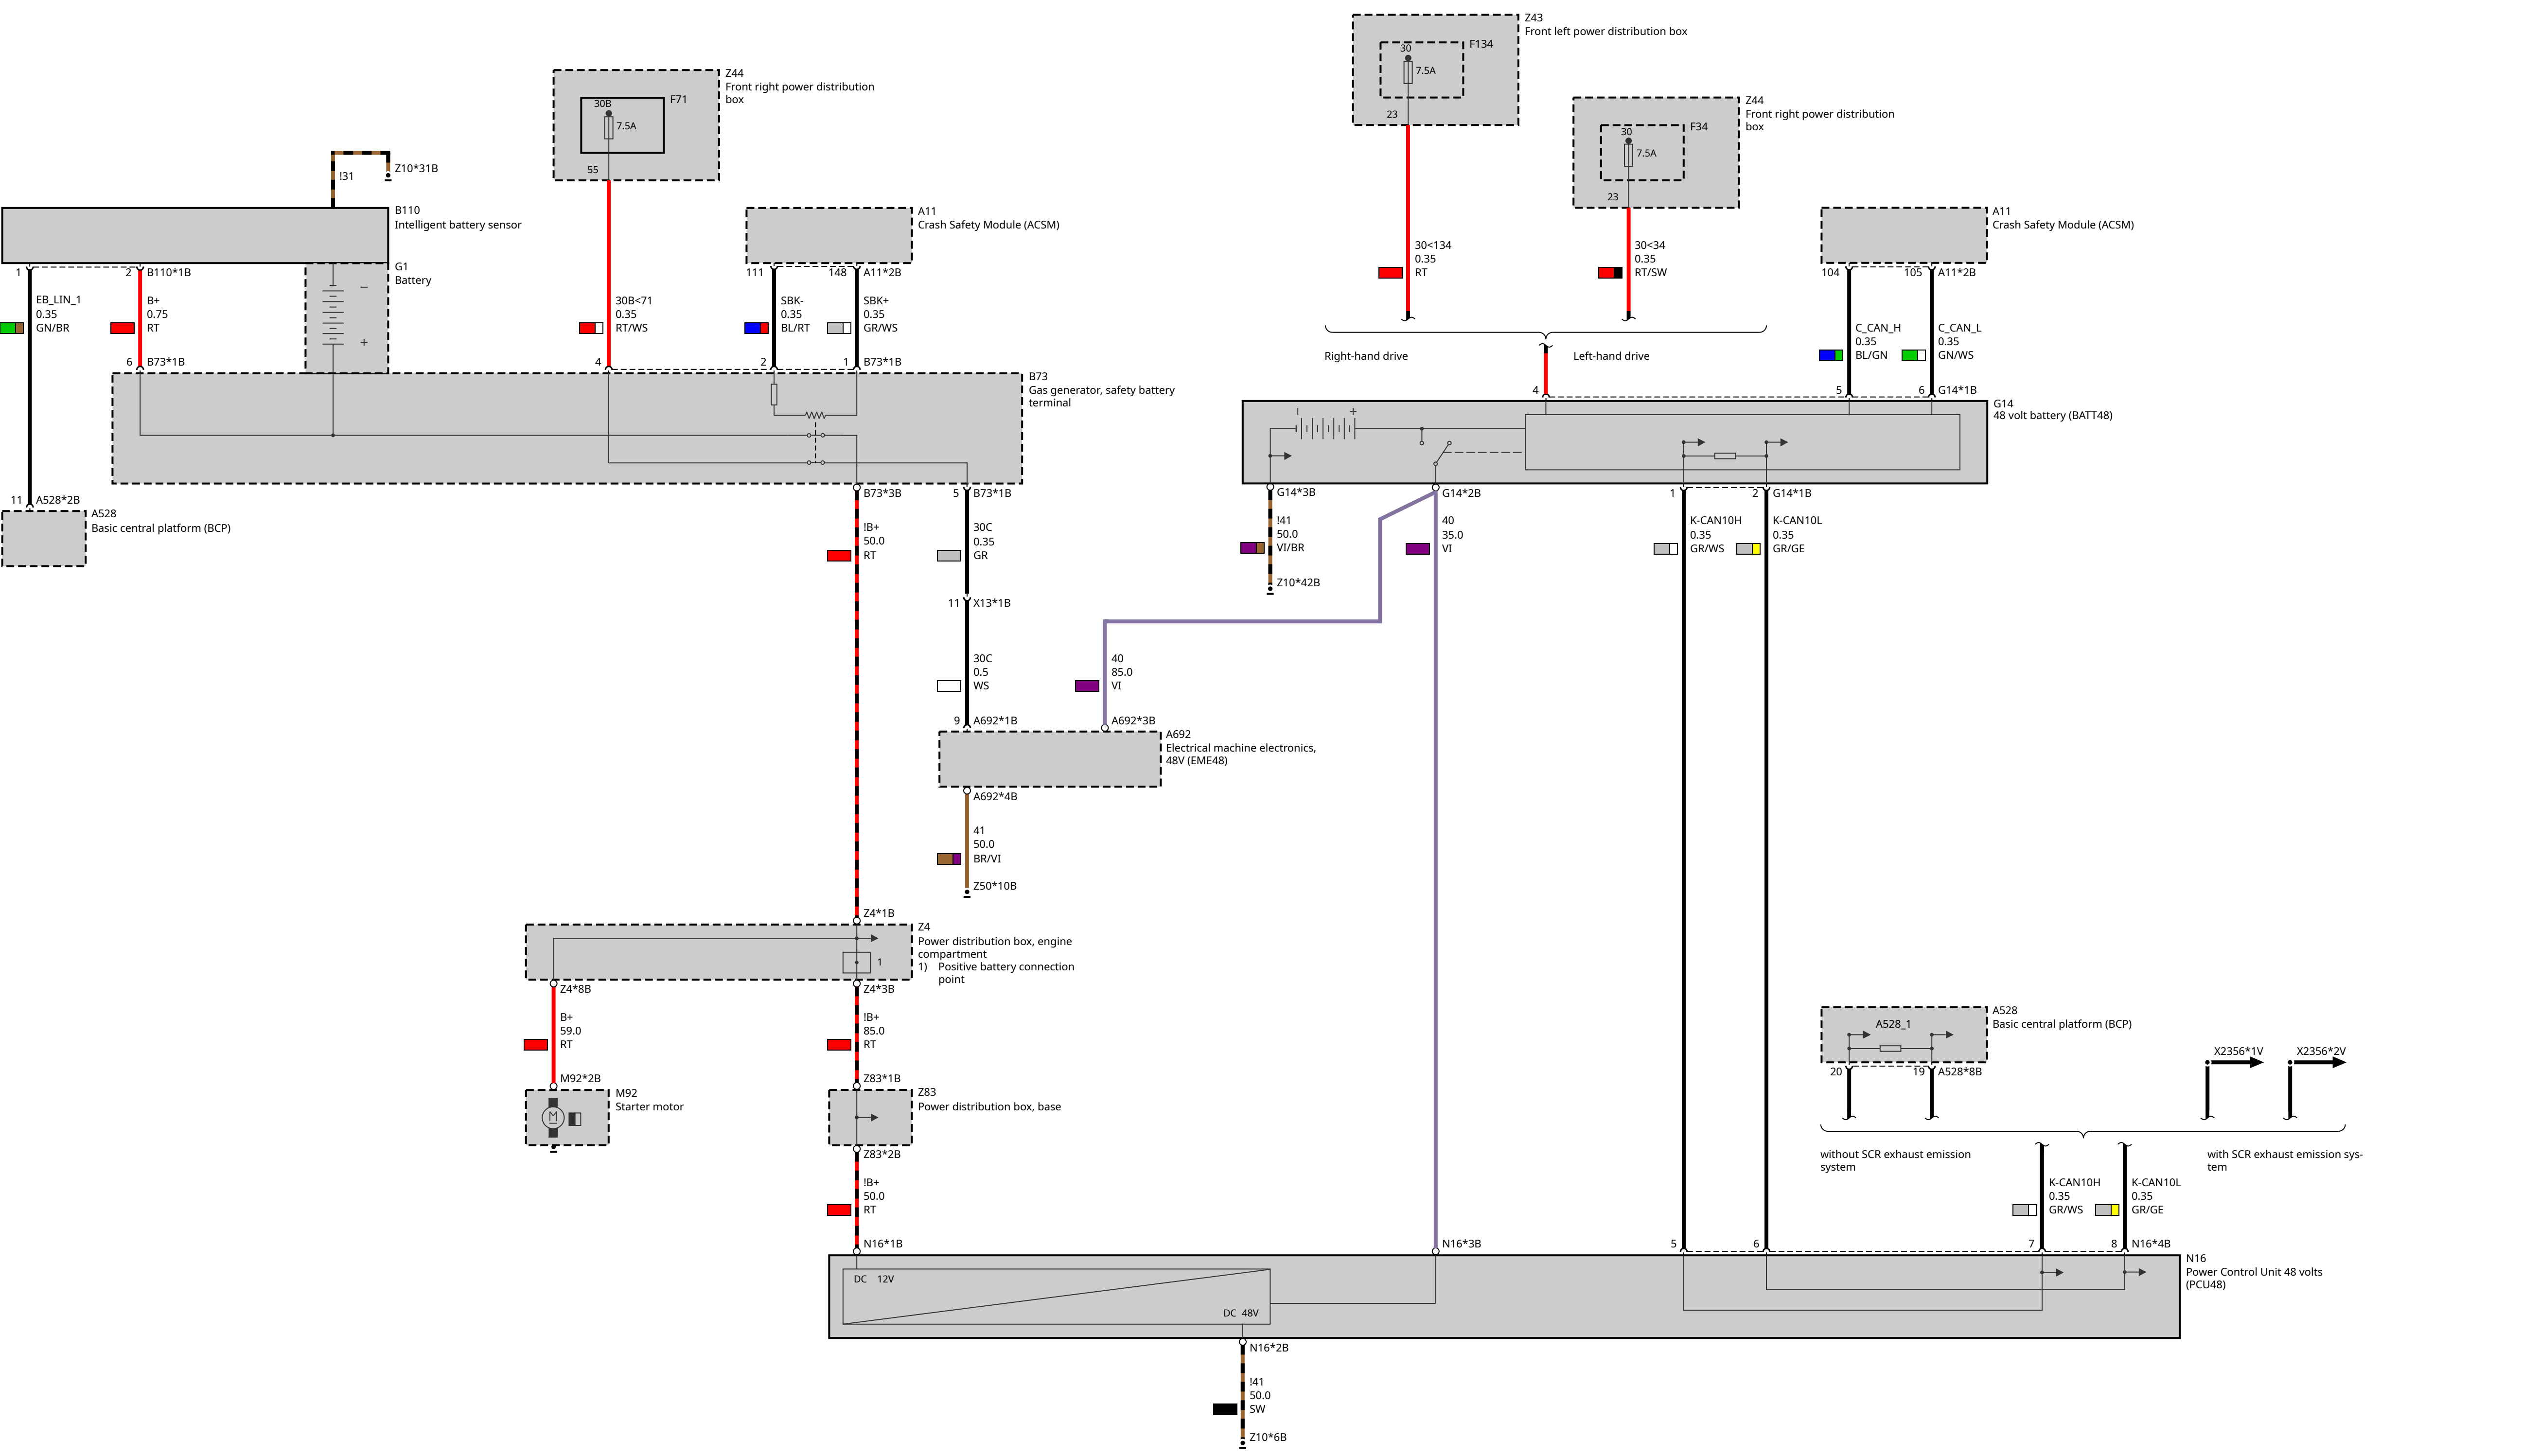 Z43
Front left power distribution box
30
F134
7.5A
23
Z44
Front right power distribution
box
30B
F71
7.5A
55
Z44
Front right power distribution
box
30
F34
7.5A
23
!31
Z10*31B
B110
Intelligent battery sensor
A11
Crash Safety Module (ACSM)
A11
Crash Safety Module (ACSM)
1
2
B110*1B
G1
Battery
−
+
111
148
A11*2B
104
105
A11*2B
EB_LIN_1
0.35
GN/BR
B+
0.75
RT
30B<71
0.35
RT/WS
SBK-
0.35
BL/RT
SBK+
0.35
GR/WS
30<134
0.35
RT
30<34
0.35
RT/SW
C_CAN_H
0.35
BL/GN
C_CAN_L
0.35
GN/WS
Right-hand drive
Left-hand drive
6
B73*1B
4
2
1
B73*1B
B73
Gas generator, safety battery
terminal
4
5
6
G14*1B
G14
48 volt battery (BATT48)
-
+
11
A528*2B
A528
Basic central platform (BCP)
B73*3B
5
B73*1B
G14*3B
G14*2B
1
2
G14*1B
!B+
50.0
RT
30C
0.35
GR
!41
50.0
VI/BR
40
35.0
VI
K-CAN10H
0.35
GR/WS
K-CAN10L
0.35
GR/GE
Z10*42B
11
X13*1B
30C
0.5
WS
40
85.0
VI
9
A692*1B
A692*3B
A692
Electrical machine electronics,
48V (EME48)
A692*4B
41
50.0
BR/VI
Z50*10B
Z4*1B
Z4
Power distribution box, engine
compartment
1) Positive battery connection
point
1
Z4*8B
Z4*3B
B+
59.0
RT
!B+
85.0
RT
M92*2B
Z83*1B
M92
Starter motor
M
Z83
Power distribution box, base
Z83*2B
A528
Basic central platform (BCP)
A528_1
20
19
A528*8B
X2356*1V
X2356*2V
without SCR exhaust emission
system
with SCR exhaust emission sys-
tem
!B+
50.0
RT
K-CAN10H
0.35
GR/WS
K-CAN10L
0.35
GR/GE
N16*1B
N16*3B
5
6
7
8
N16*4B
N16
Power Control Unit 48 volts
(PCU48)
DC 12V
DC 48V
N16*2B
!41
50.0
SW
Z10*6B